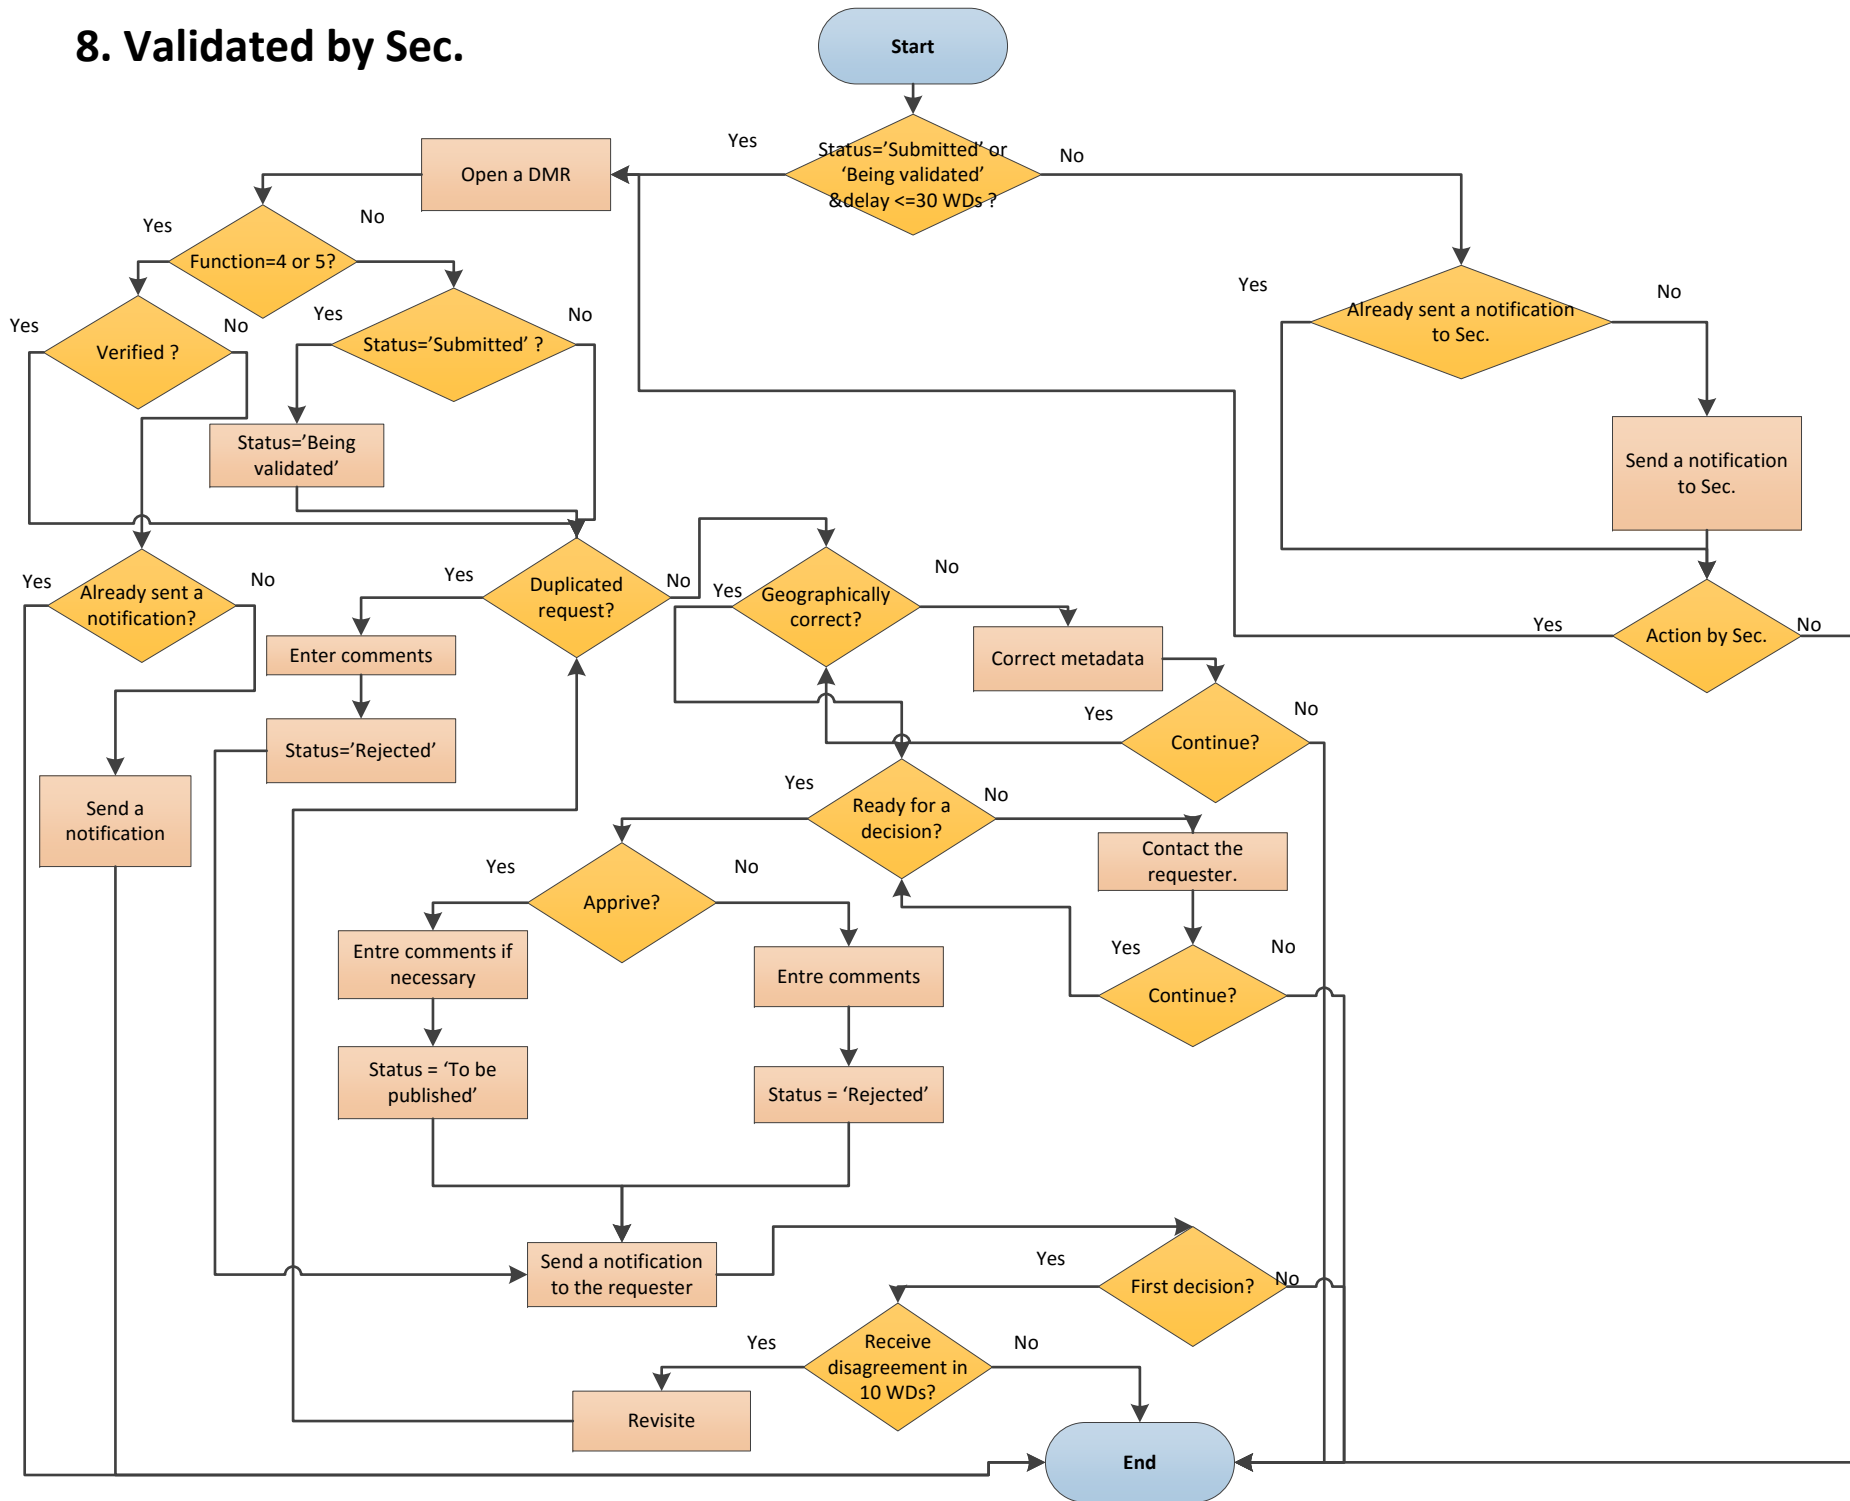 8. Validated by Sec.
Start
Yes
Status=’Submitted’ or
‘Being validated’
&delay <=30 WDs ?
No
Open a DMR
Yes
No
Function=4 or 5?
Yes
Already sent a notification
to Sec.
No
Yes
Verified ?
No
Yes
Status=’Submitted’ ?
No
Status=’Being
validated’
Send a notification
to Sec.
Yes
Already sent a
notification?
No
Yes
Duplicated
request?
No
Yes
Geographically
correct?
No
Yes
Action by Sec.
No
Enter comments
Correct metadata
Status=’Rejected’
Yes
Continue?
No
Send a
notification
Yes
Ready for a
decision?
No
Contact the
requester.
Yes
Apprive?
No
Entre comments if
necessary
Entre comments
Yes
Continue?
No
Status = ‘To be
published’
Status = ‘Rejected’
Send a notification
to the requester
Yes
First decision?
No
Yes
Receive
disagreement in
10 WDs?
No
Revisite
End